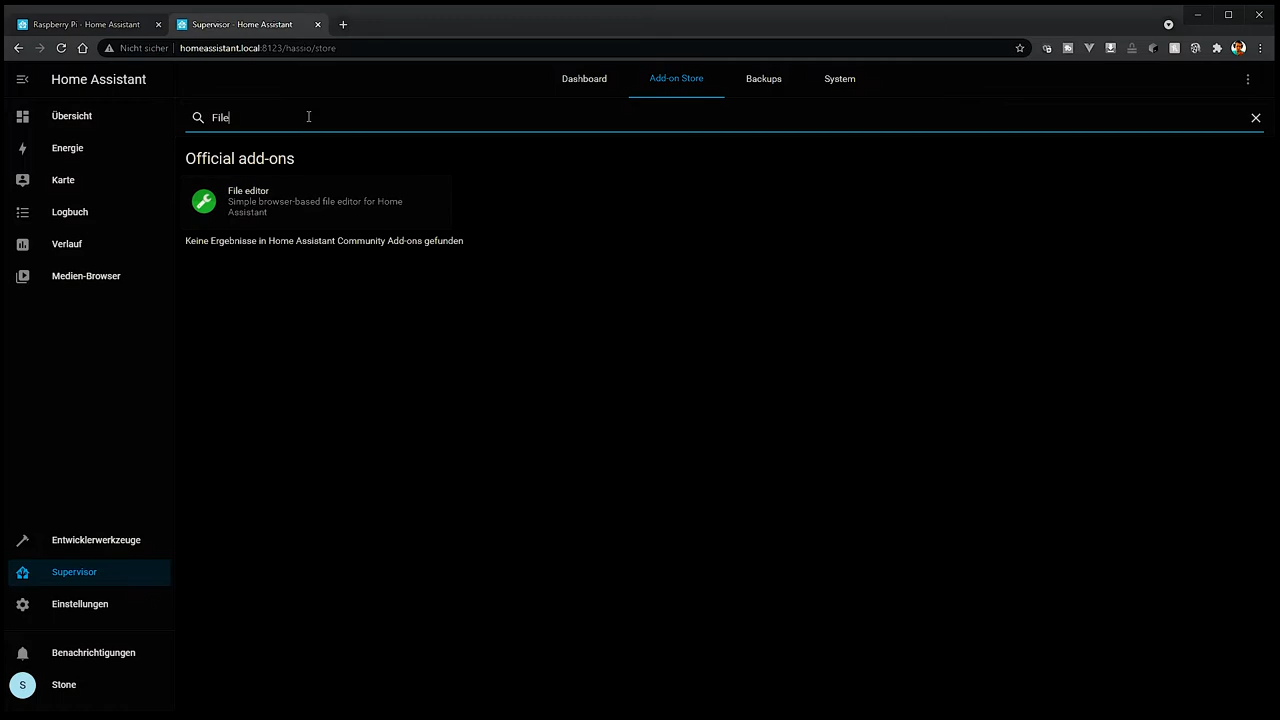 Raspberry Pi - Home Assistant
Supervisor - Home Assistant
Nicht sicher
homeassistant.local:8123/hassio/store
Home Assistant
Dashboard
Add-on Store
Backups
System
Übersicht
Energie
Karte
Logbuch
Verlauf
Medien-Browser
File
Official add-ons
File editor
Simple browser-based file editor for Home
Assistant
Keine Ergebnisse in Home Assistant Community Add-ons gefunden
Entwicklerwerkzeuge
Supervisor
Einstellungen
Benachrichtigungen
S
Stone